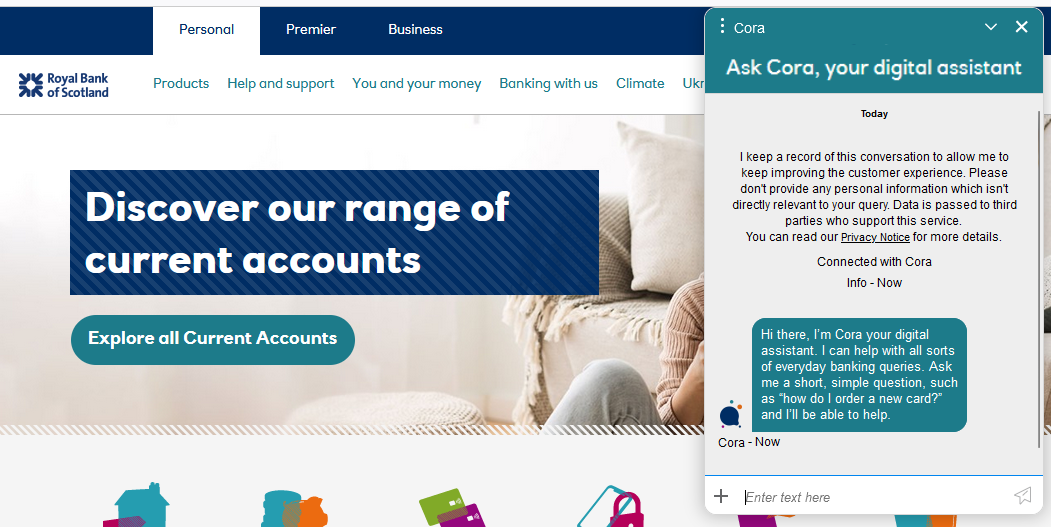 Personal
Premier
Business
Royal Bank
of Scotland
Products
Help and support
You and your money
Banking with us
Climate
Discover our range of
current accounts
Explore all Current Accounts
Cora
Ask Cora, your digital assistant
Today
I keep a record of this conversation to allow me to
keep improving the customer experience. Please
don't provide any personal information which isn't
directly relevant to your query. Data is passed to third
parties who support this service.
You can read our Privacy Notice for more details.
Connected with Cora
Info - Now
Hi there, I’m Cora your digital
assistant. I can help with all sorts
of everyday banking queries. Ask
me a short, simple question, such
as “how do I order a new card?”
and I’ll be able to help.
Cora - Now
Enter text here